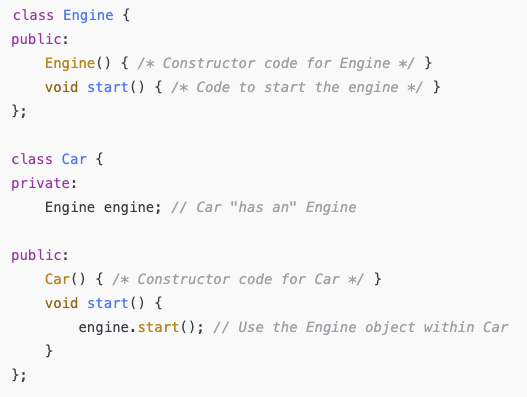 class Engine {
public:
    Engine() { /* Constructor code for Engine */ }
    void start() { /* Code to start the engine */ }
};

class Car {
private:
    Engine engine; // Car "has an" Engine

public:
    Car() { /* Constructor code for Car */ }
    void start() {
        engine.start(); // Use the Engine object within Car
    }
};